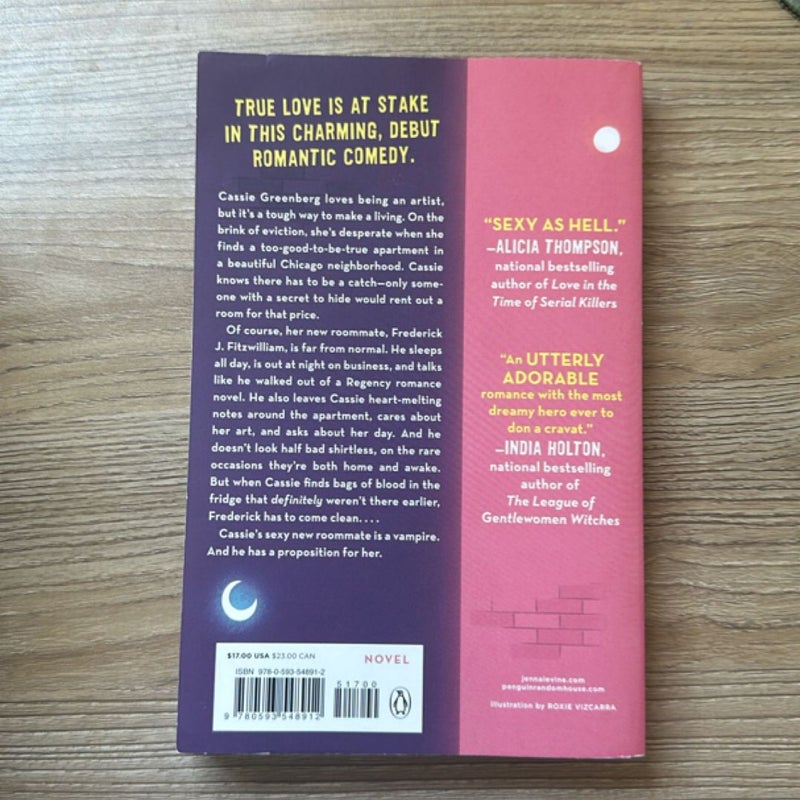 TRUE LOVE IS AT STAKE
IN THIS CHARMING, DEBUT
ROMANTIC COMEDY.
Cassie Greenberg loves being an artist,
but it's a tough way to make a living. On the
brink of eviction, she's desperate when she
finds a too-good-to-be-true apartment in
a beautiful Chicago neighborhood. Cassie
knows there has to be a catch—only some-
one with a secret to hide would rent out a
room for that price.
Of course, her new roommate, Frederick
J. Fitzwilliam, is far from normal. He sleeps
all day, is out at night on business, and talks
like he walked out of a Regency romance
novel. He also leaves Cassie heart-melting
notes around the apartment, cares about
her art, and asks about her day. And he
doesn't look half bad shirtless, on the rare
occasions they're both home and awake.
But when Cassie finds bags of blood in the
fridge that definitely weren't there earlier,
Frederick has to come clean. . . .
Cassie's sexy new roommate is a vampire.
And he has a proposition for her.
$17.00 USA $23.00 CAN
NOVEL
ISBN 978-0-593-54891-2
51700
9 780593 548912
"SEXY AS HELL."
—ALICIA THOMPSON,
national bestselling
author of Love in the
Time of Serial Killers
"An UTTERLY
ADORABLE
romance with the most
dreamy hero ever to
don a cravat."
—INDIA HOLTON,
national bestselling
author of
The League of
Gentlewomen Witches
jennalevine.com
penguinrandomhouse.com
Illustration by ROXIE VIZCARRA